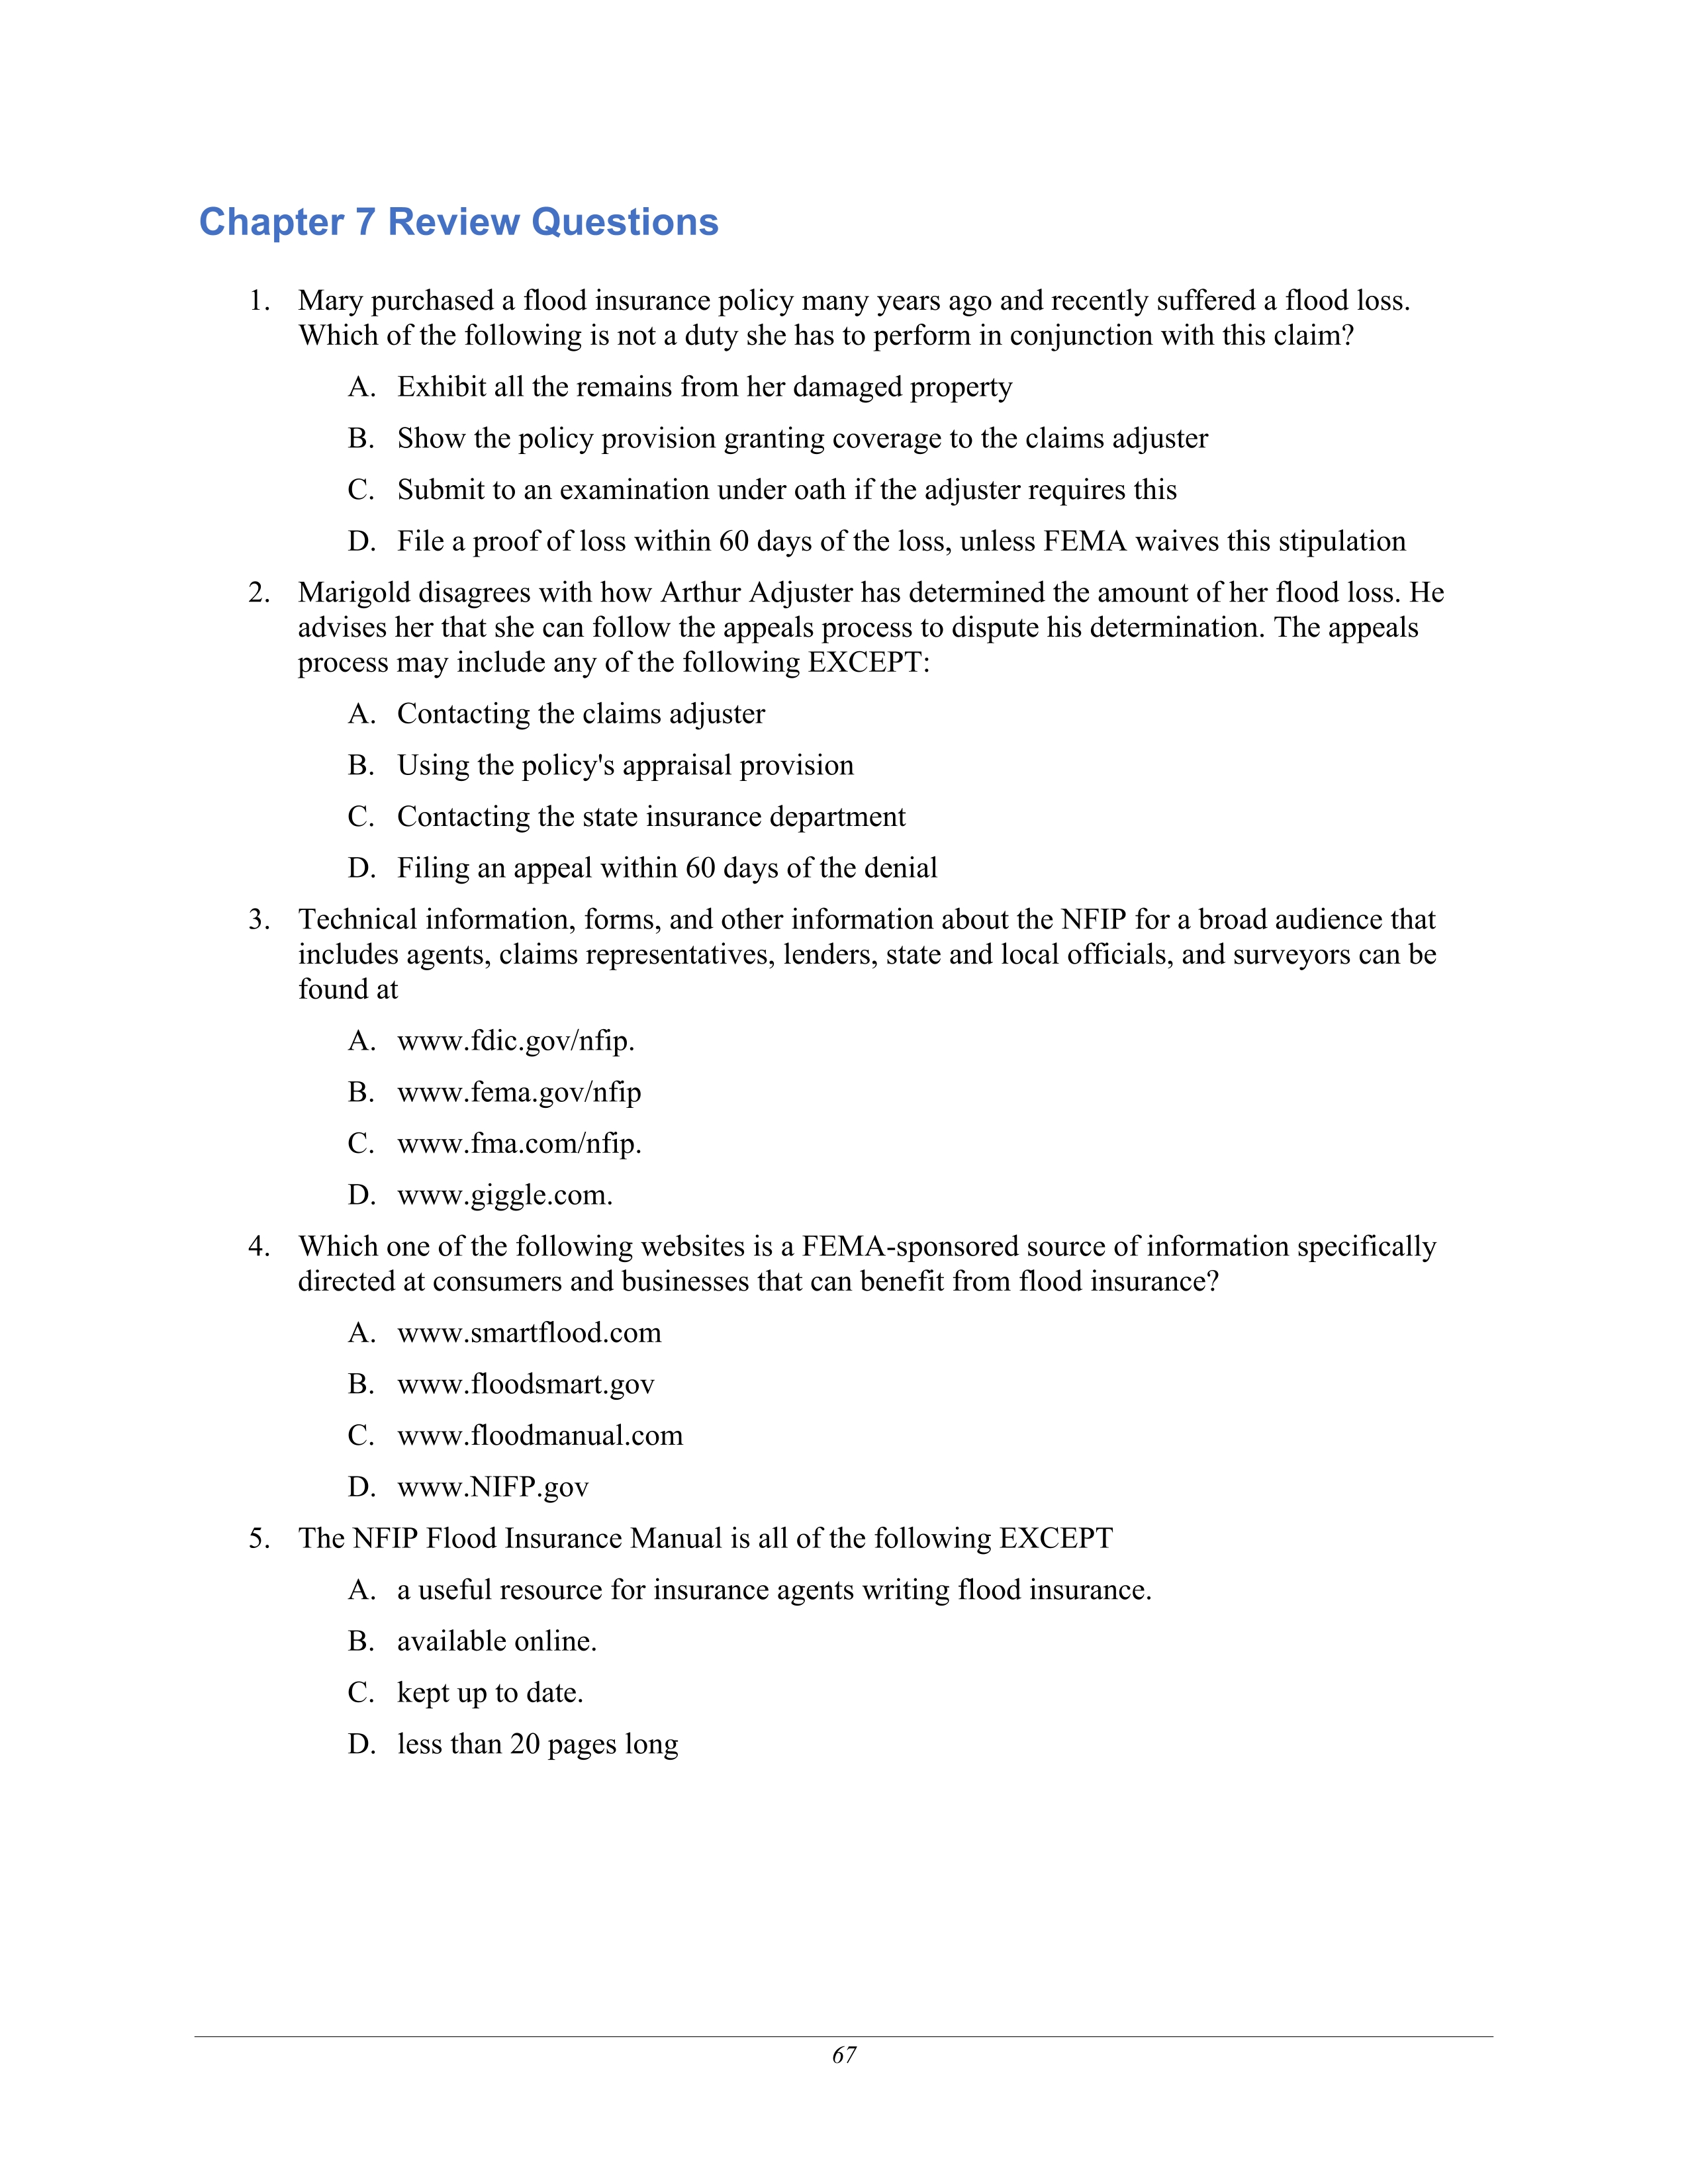 Chapter 7 Review Questions
1. Mary purchased a flood insurance policy many years ago and recently suffered a flood loss.
Which of the following is not a duty she has to perform in conjunction with this claim?
A. Exhibit all the remains from her damaged property
B. Show the policy provision granting coverage to the claims adjuster
C. Submit to an examination under oath if the adjuster requires this
D. File a proof of loss within 60 days of the loss, unless FEMA waives this stipulation
2. Marigold disagrees with how Arthur Adjuster has determined the amount of her flood loss. He
advises her that she can follow the appeals process to dispute his determination. The appeals
process may include any of the following EXCEPT:
A. Contacting the claims adjuster
B. Using the policy's appraisal provision
C. Contacting the state insurance department
D. Filing an appeal within 60 days of the denial
3. Technical information, forms, and other information about the NFIP for a broad audience that
includes agents, claims representatives, lenders, state and local officials, and surveyors can be
found at
A. www.fdic.gov/nfip.
B. www.fema.gov/nfip
C. www.fma.com/nfip.
D. www.giggle.com.
4. Which one of the following websites is a FEMA-sponsored source of information specifically
directed at consumers and businesses that can benefit from flood insurance?
A. www.smartflood.com
B. www.floodsmart.gov
C. www.floodmanual.com
D. www.NIFP.gov
5. The NFIP Flood Insurance Manual is all of the following EXCEPT
A. a useful resource for insurance agents writing flood insurance.
B. available online.
C. kept up to date.
D. less than 20 pages long
67